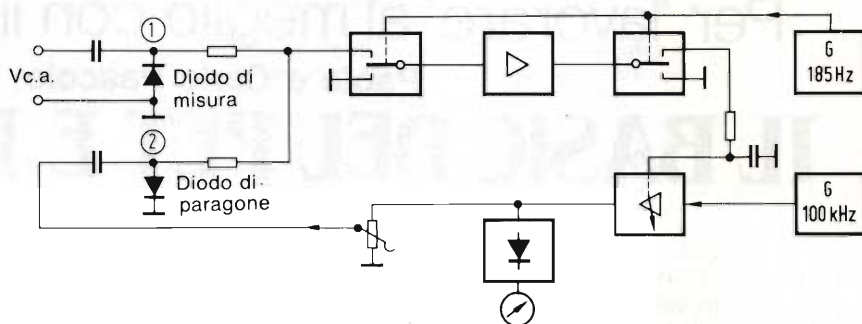 1
Vc.a.
Diodo di
misura
2
Diodo di
paragone
G
185 Hz
G
100 kHz